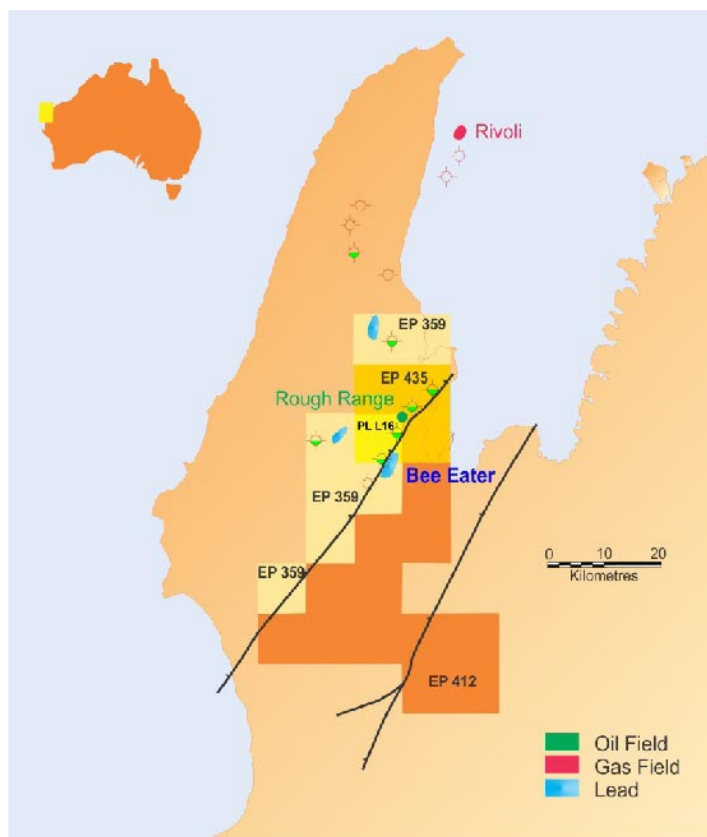 Rivoli
EP 359
EP 435
Rough Range
PL L16
Bee Eater
EP 359
EP 359
0 10 20
Kilometres
EP 412
Oil Field
Gas Field
Lead